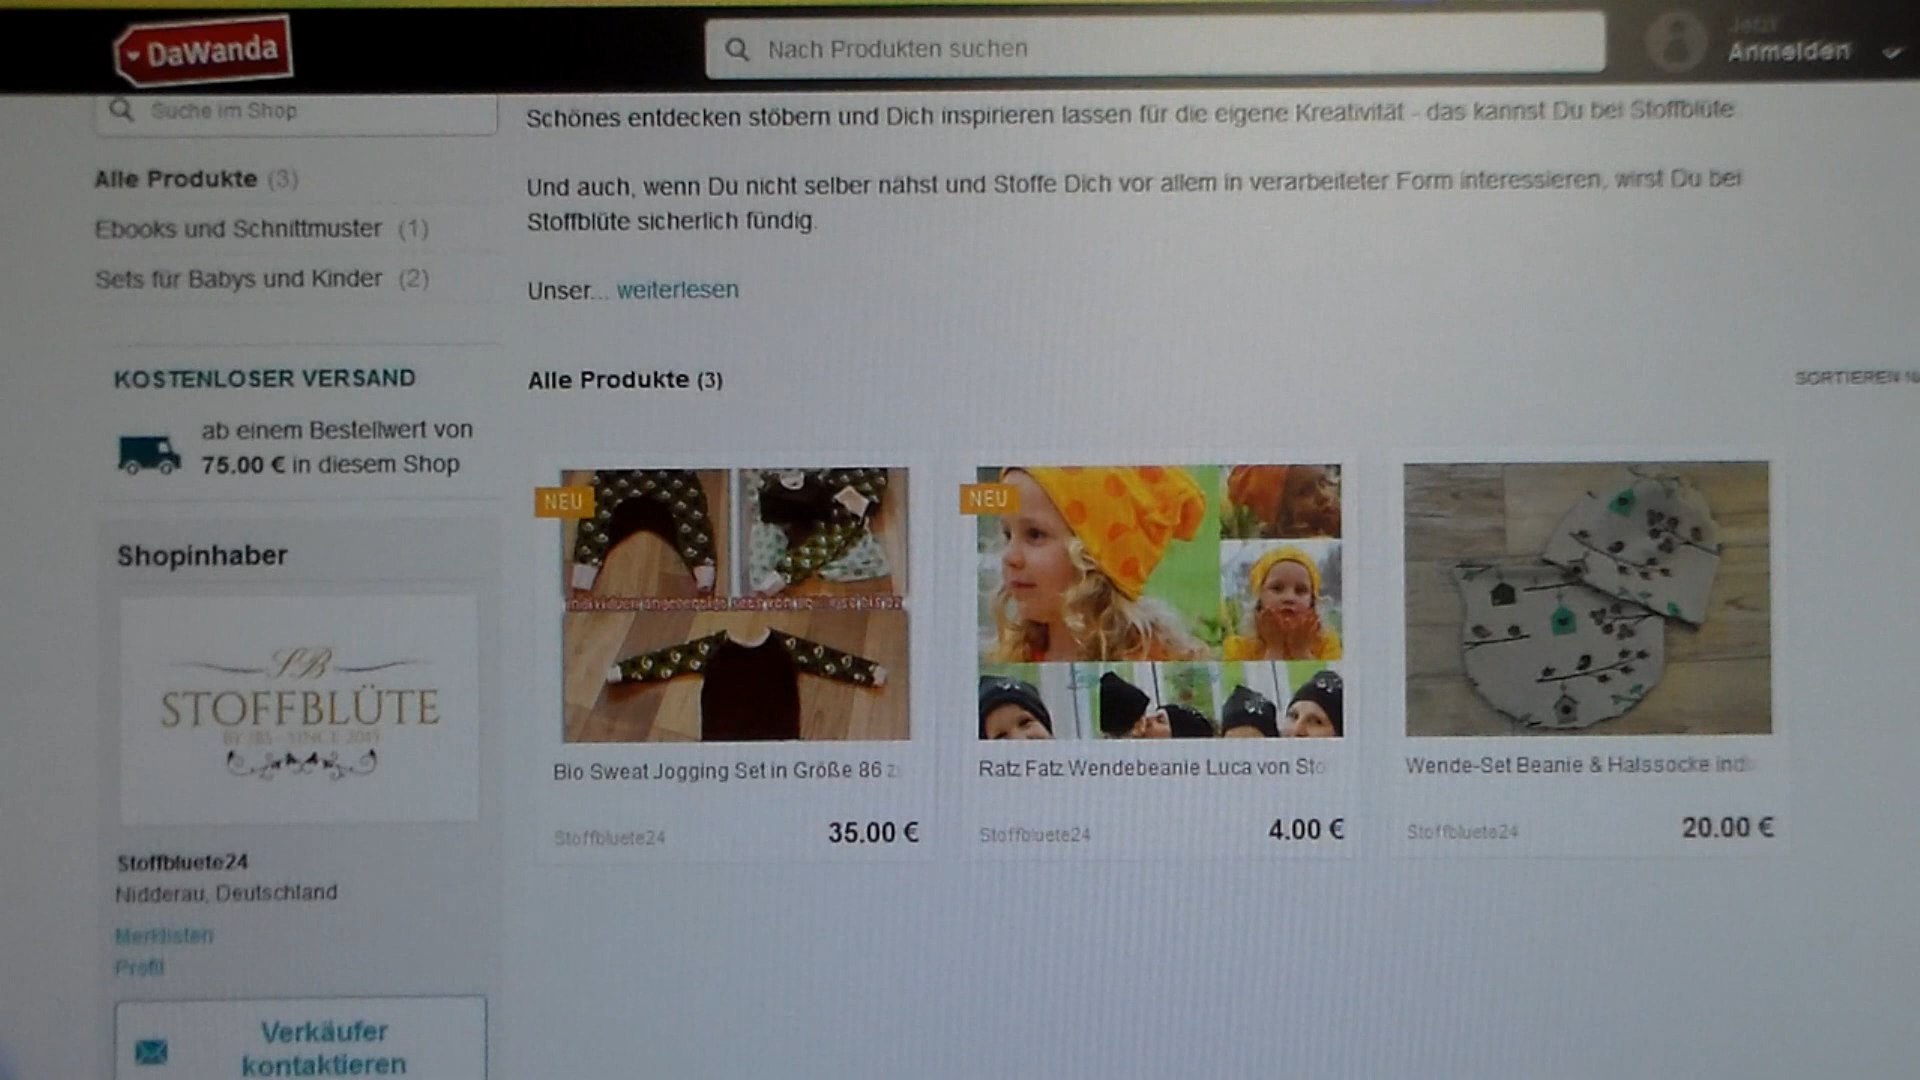 DaWanda
Nach Produkten suchen
Jetzt
Anmelden
Suche im Shop
Alle Produkte (3)
Ebooks und Schnittmuster (1)
Sets für Babys und Kinder (2)
KOSTENLOSER VERSAND
ab einem Bestellwert von
75.00 € in diesem Shop
Shopinhaber
SB
STOFFBLÜTE
Stoffbluete24
Nidderau, Deutschland
Merklisten
Profil
Verkäufer
kontaktieren
Schönes entdecken stöbern und Dich inspirieren lassen für die eigene Kreativität - das kannst Du bei Stoffblüte
Und auch, wenn Du nicht selber nähst und Stoffe Dich vor allem in verarbeiteter Form interessieren, wirst Du bei
Stoffblüte sicherlich fündig.
Unser... weiterlesen
Alle Produkte (3)
SORTIEREN
NEU
Bio Sweat Jogging Set in Größe 86 z
Stoffbluete24
35.00 €
NEU
Ratz Fatz Wendebeanie Luca von Sto
Stoffbluete24
4.00 €
Wende-Set Beanie & Halssocke indi
Stoffbluete24
20.00 €